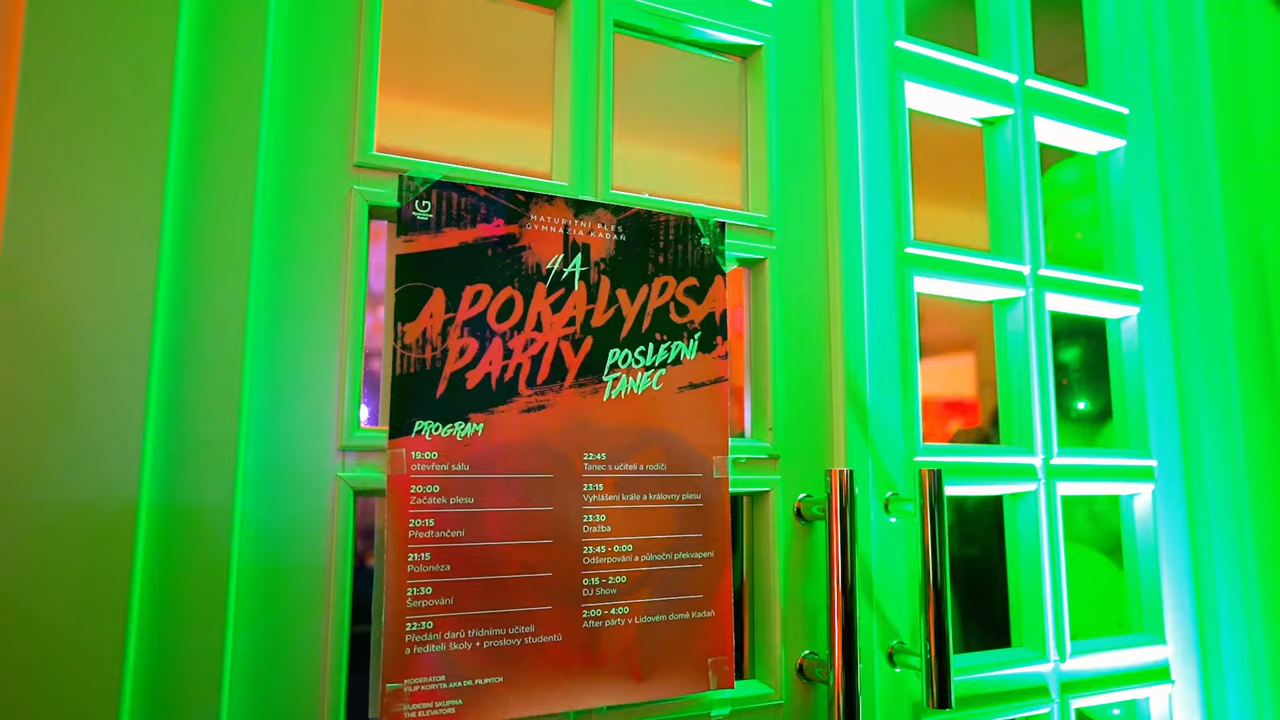 MATURITNÍ PLES
GYMNÁZIA KADAŇ
4A
APOKALYPSA
PARTY
POSLEDNÍ
TANEC
PROGRAM
19:00
otevření sálu
20:00
Začátek plesu
20:15
Předtančení
21:15
Polonéza
21:30
Šerpování
22:30
Předání darů třídnímu učiteli
a řediteli školy + proslovy studentů
22:45
Tanec s učiteli a rodiči
23:15
Vyhlášení krále a královny plesu
23:30
Dražba
23:45 - 0:00
Odšerpování a půlnoční překvapení
0:15 – 2:00
DJ Show
2:00 – 4:00
After párty v Lidovém domě Kadaň
MODERÁTOR
FILIP KORYTA AKA DR. FILIPITCH
HUDEBNÍ SKUPINA
THE ELEVATORS